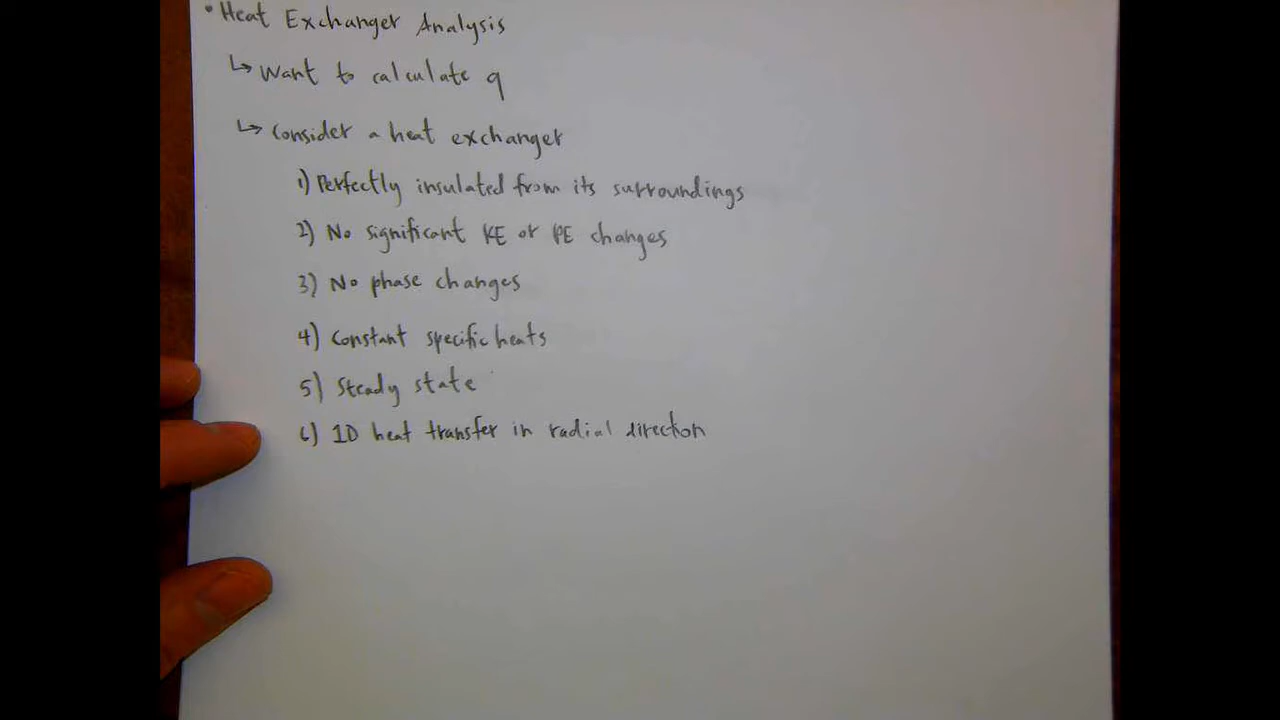 • Heat Exchanger Analysis
↳ Want to calculate q
↳ Consider a heat exchanger
1) Perfectly insulated from its surroundings
2) No significant KE or PE changes
3) No phase changes
4) Constant specific heats
5) Steady state
6) 1D heat transfer in radial direction